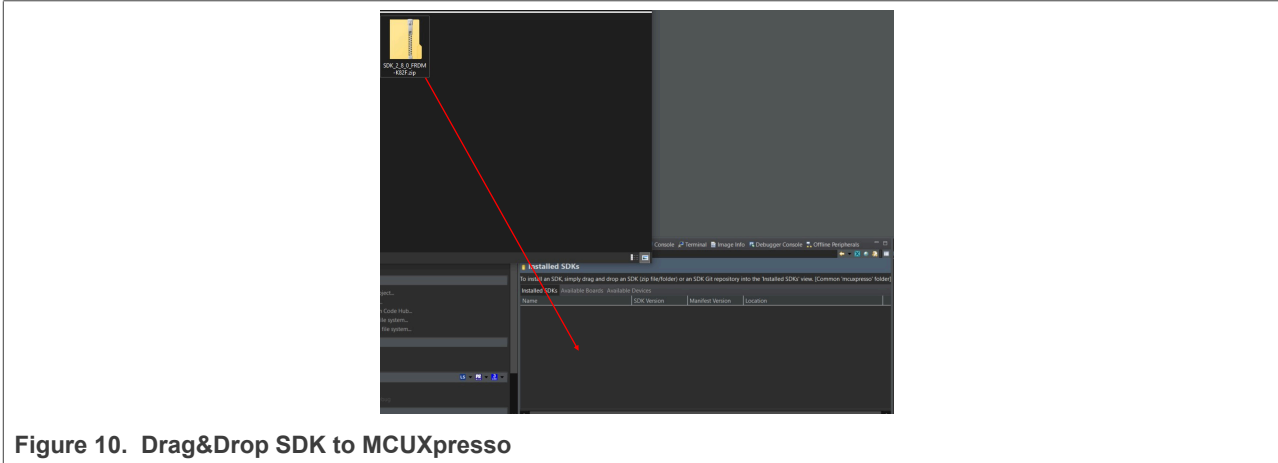 SDK_2_8_0_FRDM
-K82F.zip
Console Terminal Image Info Debugger Console Offline Peripherals
Installed SDKs
To install an SDK, simply drag and drop an SDK (zip file/folder) or an SDK Git repository into the 'Installed SDKs' view. [Common 'mcuxpresso' folder]
Installed SDKs Available Boards Available Devices
Name SDK Version Manifest Version Location
ject...
n Code Hub...
ile system...
file system...
Figure 10. Drag&Drop SDK to MCUXpresso